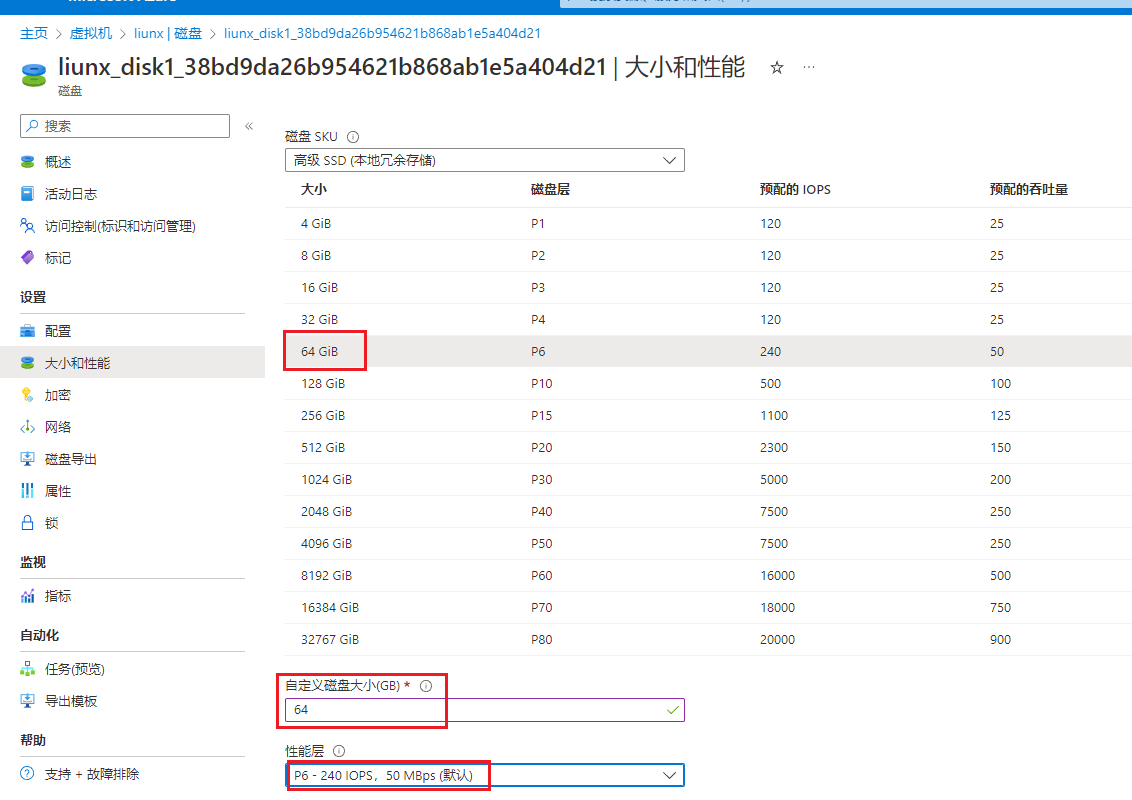 主页 > 虚拟机 > liunx | 磁盘 > liunx_disk1_38bd9da26b954621b868ab1e5a404d21
liunx_disk1_38bd9da26b954621b868ab1e5a404d21 | 大小和性能 ☆ ...
磁盘
搜索 «
概述
活动日志
访问控制(标识和访问管理)
标记
设置
配置
大小和性能
加密
网络
磁盘导出
属性
锁
监视
指标
自动化
任务(预览)
导出模板
帮助
支持 + 故障排除
磁盘 SKU
高级 SSD (本地冗余存储)
大小 磁盘层 预配的 IOPS 预配的吞吐量
4 GiB P1 120 25
8 GiB P2 120 25
16 GiB P3 120 25
32 GiB P4 120 25
64 GiB P6 240 50
128 GiB P10 500 100
256 GiB P15 1100 125
512 GiB P20 2300 150
1024 GiB P30 5000 200
2048 GiB P40 7500 250
4096 GiB P50 7500 250
8192 GiB P60 16000 500
16384 GiB P70 18000 750
32767 GiB P80 20000 900
自定义磁盘大小(GB) *
64
性能层
P6 - 240 IOPS，50 MBps (默认)